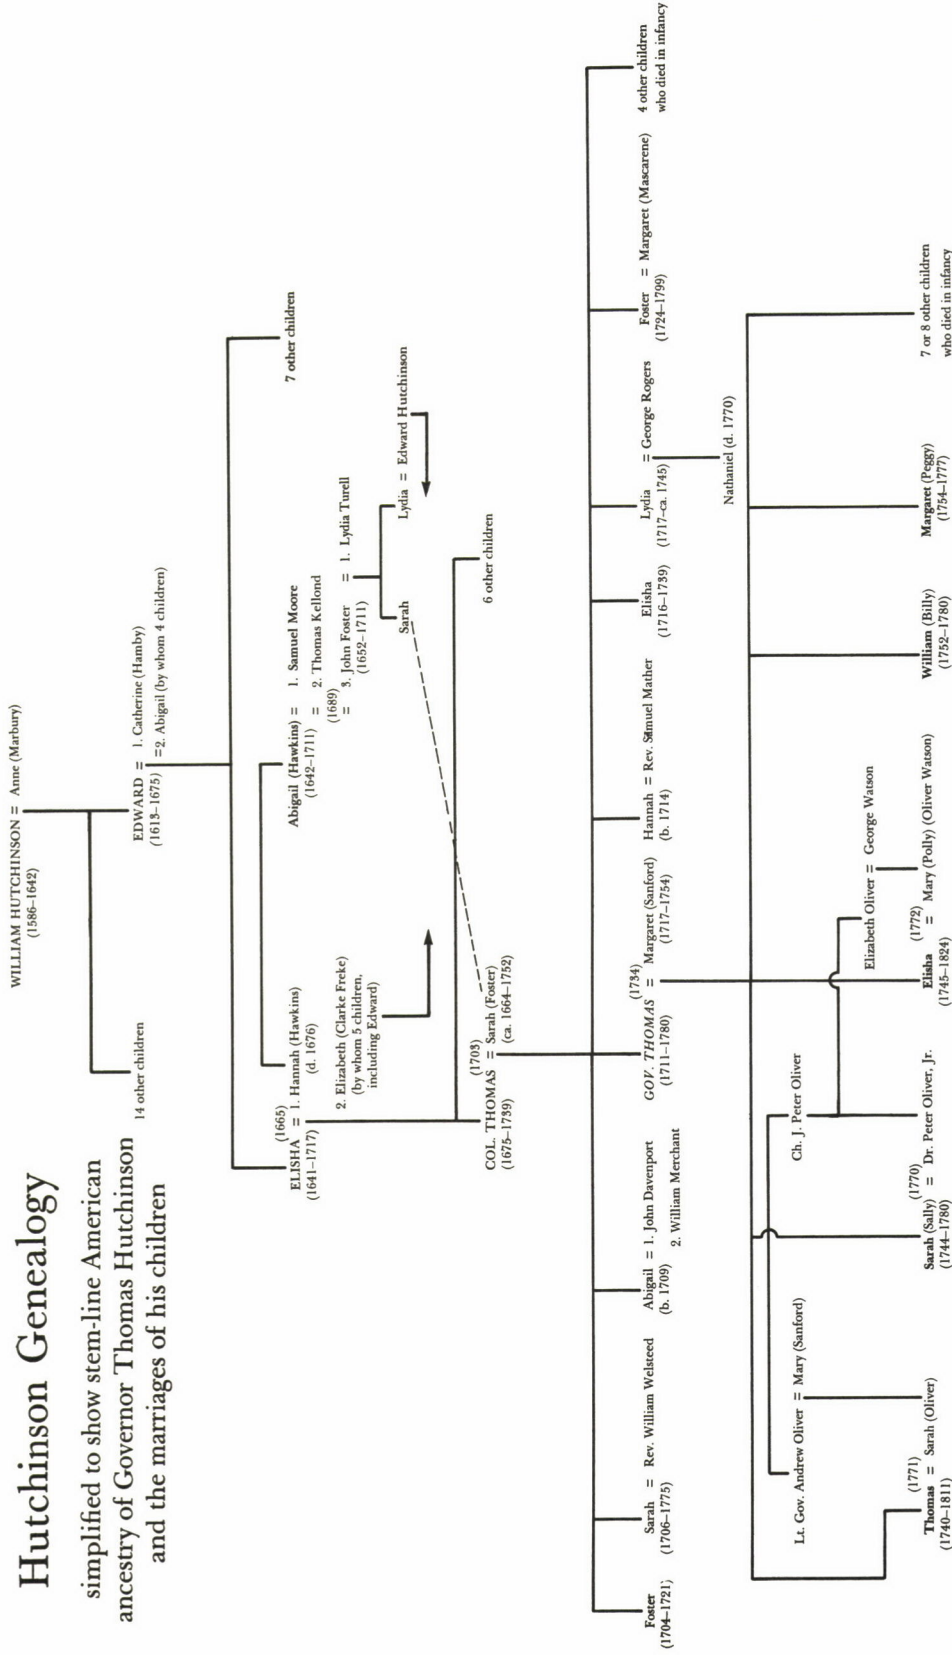 Hutchinson Genealogy
simplified to show stem-line American
ancestry of Governor Thomas Hutchinson
and the marriages of his children
WILLIAM HUTCHINSON = Anne (Marbury)
(1586–1642)
14 other children
EDWARD = 1. Catherine (Hamby)
(1613–1675) =2. Abigail (by whom 4 children)
(1665)
ELISHA = 1. Hannah (Hawkins)
(1641–1717) (d. 1676)
2. Elizabeth (Clarke Freke)
(by whom 5 children,
including Edward)
Abigail (Hawkins) = 1. Samuel Moore
(1642–1711) = 2. Thomas Kellond
(1689)
= 3. John Foster = 1. Lydia Turell
(1652–1711)
7 other children
Sarah
Lydia = Edward Hutchinson
(1703)
COL. THOMAS = Sarah (Foster)
(1675–1739) (ca. 1664–1752)
6 other children
Foster
(1704–1721;
Sarah = Rev. William Welsteed
(1706–1775)
Abigail = 1. John Davenport
(b. 1709)
2. William Merchant
(1734)
GOV. THOMAS = Margaret (Sanford)
(1711–1780) (1717–1754)
Hannah = Rev. Samuel Mather
(b. 1714)
Elisha
(1716–1739)
Lydia = George Rogers
(1717–ca. 1745)
Foster = Margaret (Mascarene)
(1724–1799)
4 other children
who died in infancy
Nathaniel (d. 1770)
Lt. Gov. Andrew Oliver = Mary (Sanford)
Ch. J. Peter Oliver
Elizabeth Oliver = George Watson
(1771)
Thomas = Sarah (Oliver)
(1740–1811)
(1770)
Sarah (Sally) = Dr. Peter Oliver, Jr.
(1744–1780)
(1772)
Elisha = Mary (Polly) (Oliver Watson)
(1745–1824)
William (Billy)
(1752–1780)
Margaret (Peggy)
(1754–1777)
7 or 8 other children
who died in infancy